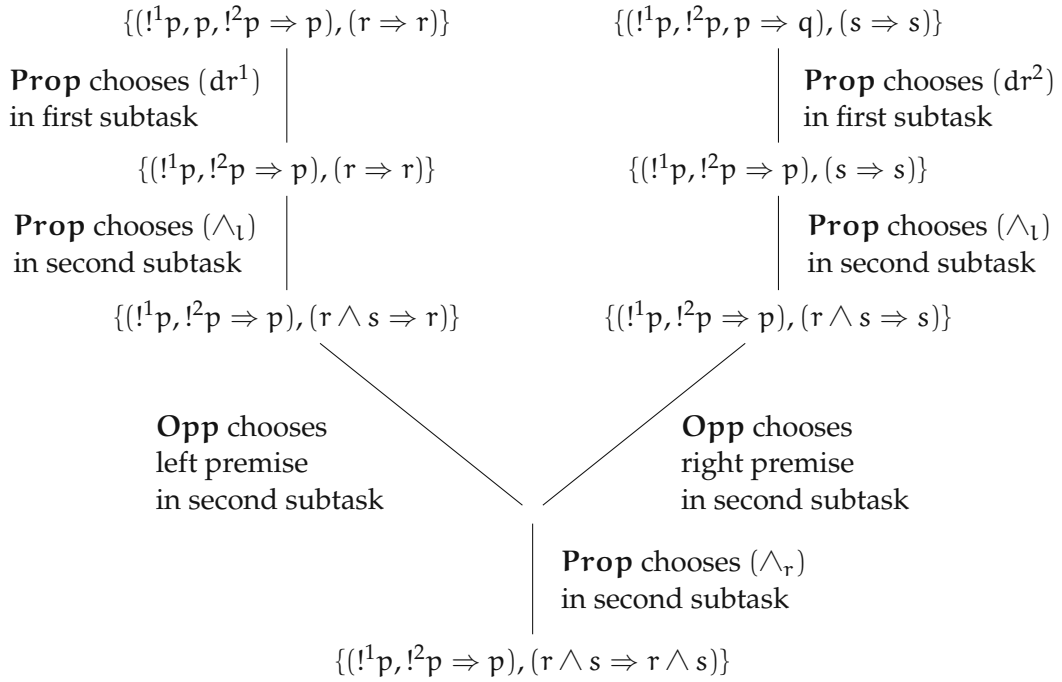 {(!¹p, p, !²p ⇒ p), (r ⇒ r)}
{(!¹p, !²p, p ⇒ q), (s ⇒ s)}
Prop chooses (dr¹)
in first subtask
Prop chooses (dr²)
in first subtask
{(!¹p, !²p ⇒ p), (r ⇒ r)}
{(!¹p, !²p ⇒ p), (s ⇒ s)}
Prop chooses (∧ₗ)
in second subtask
Prop chooses (∧ₗ)
in second subtask
{(!¹p, !²p ⇒ p), (r ∧ s ⇒ r)}
{(!¹p, !²p ⇒ p), (r ∧ s ⇒ s)}
Opp chooses
left premise
in second subtask
Opp chooses
right premise
in second subtask
Prop chooses (∧ᵣ)
in second subtask
{(!¹p, !²p ⇒ p), (r ∧ s ⇒ r ∧ s)}